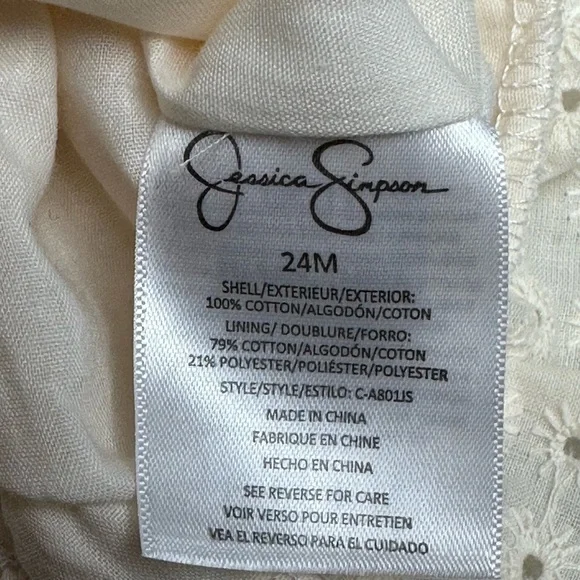 Jessica Simpson
24M
SHELL/EXTERIEUR/EXTERIOR:
100% COTTON/ALGODÓN/COTON
LINING/ DOUBLURE/FORRO:
79% COTTON/ALGODÓN/COTON
21% POLYESTER/POLIÉSTER/POLYESTER
STYLE/STYLE/ESTILO: C-A801JS
MADE IN CHINA
FABRIQUE EN CHINE
HECHO EN CHINA
SEE REVERSE FOR CARE
VOIR VERSO POUR ENTRETIEN
VEA EL REVERSO PARA EL CUIDADO